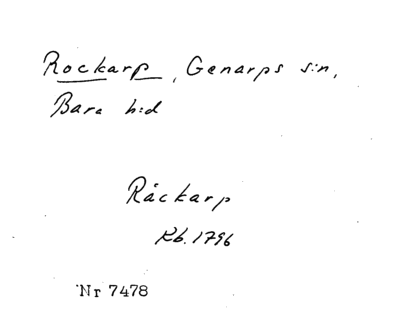 Rockarp, Genarps s:n,
Bara h:d
Råckarp
Kb. 1796
Nr 7478